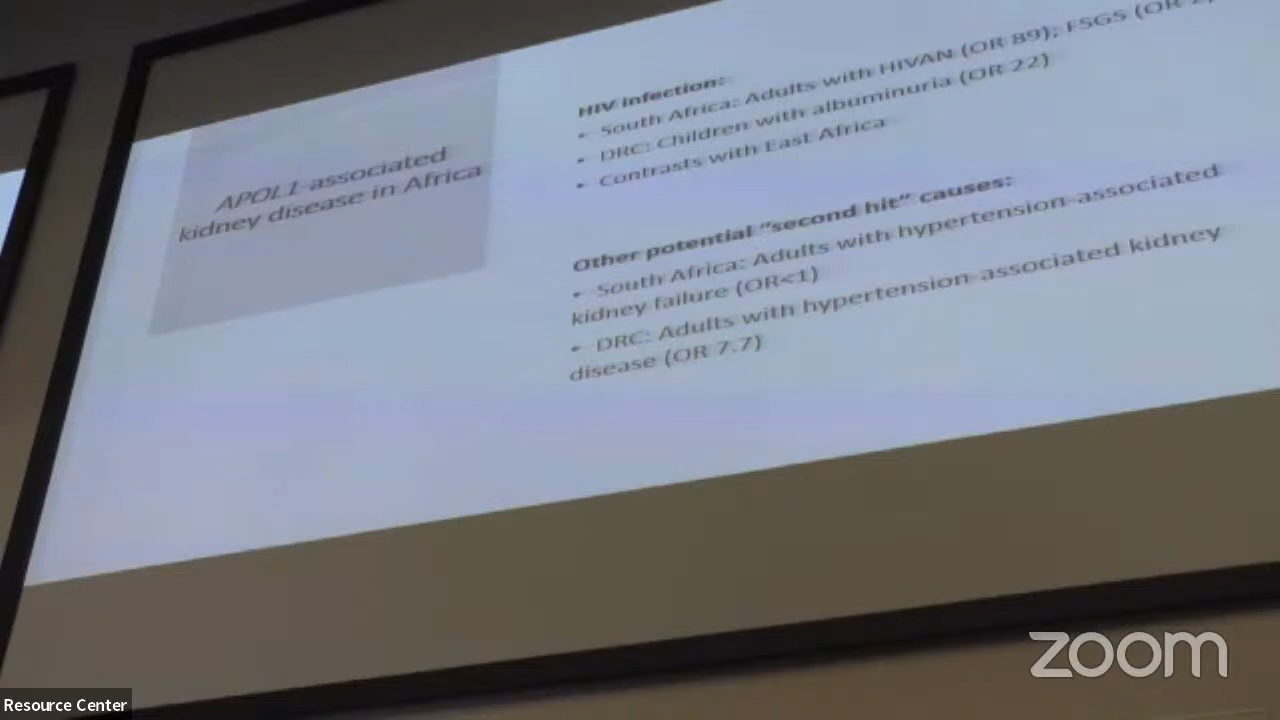 APOL1-associated
kidney disease in Africa
HIV infection:
• South Africa: Adults with HIVAN (OR 89); FSGS (OR 2
• DRC: Children with albuminuria (OR 22)
• Contrasts with East Africa
Other potential “second hit” causes:
• South Africa: Adults with hypertension-associated
kidney failure (OR<1)
• DRC: Adults with hypertension-associated kidney
disease (OR 7.7)
zoom
Resource Center